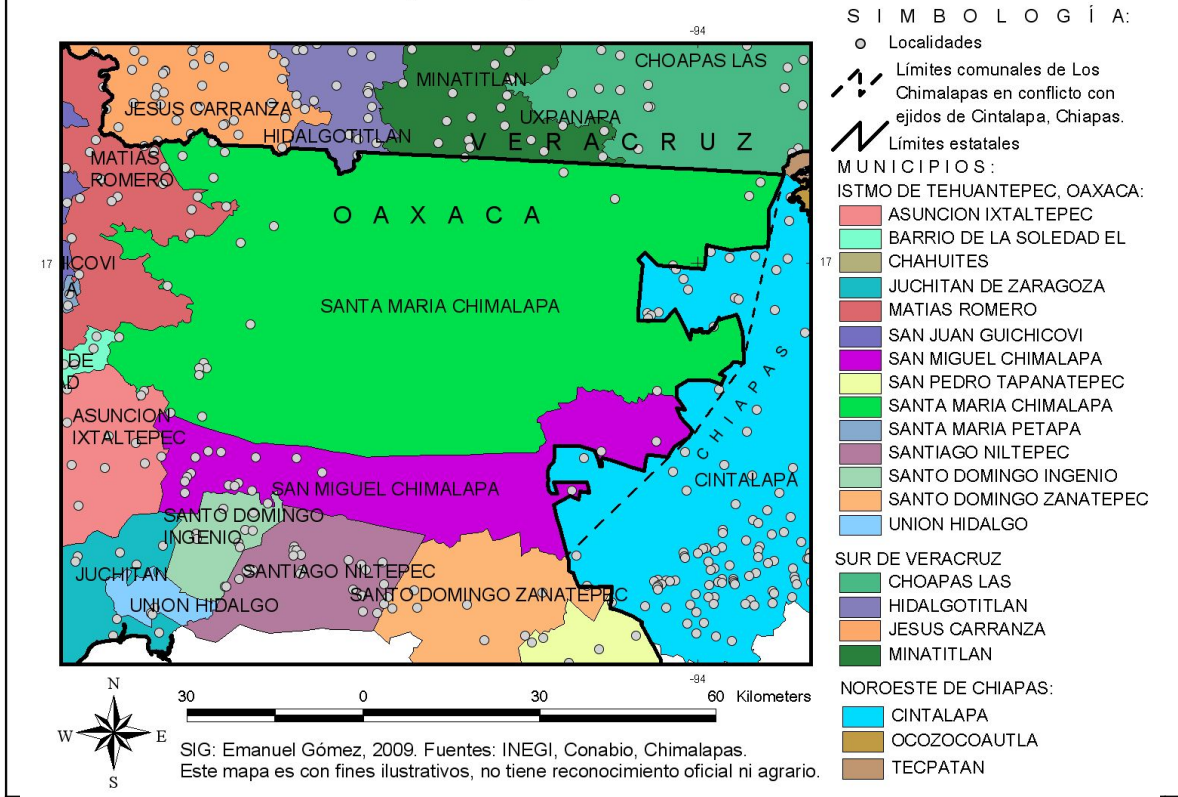 -94
CHOAPAS LAS
MINATITLAN
JESUS CARRANZA
UXPANAPA
HIDALGOTITLAN
V E R A C R U Z
MATIAS
ROMERO
O A X A C A
17
17
HICOVI
A
SANTA MARIA CHIMALAPA
DE
AD
C H I A P A S
ASUNCION
IXTALTEPEC
CINTALAPA
SAN MIGUEL CHIMALAPA
SANTO DOMINGO
INGENIO
JUCHITAN
SANTIAGO NILTEPEC
SANTO DOMINGO ZANATEPEC
UNION HIDALGO
-94
N
W
E
S
30 0 30 60 Kilometers
SIG: Emanuel Gómez, 2009. Fuentes: INEGI, Conabio, Chimalapas.
Este mapa es con fines ilustrativos, no tiene reconocimiento oficial ni agrario.
S I M B O L O G Í A:
Localidades
Límites comunales de Los
Chimalapas en conflicto con
ejidos de Cintalapa, Chiapas.
Límites estatales
M U N I C I P I O S :
ISTMO DE TEHUANTEPEC, OAXACA:
ASUNCION IXTALTEPEC
BARRIO DE LA SOLEDAD EL
CHAHUITES
JUCHITAN DE ZARAGOZA
MATIAS ROMERO
SAN JUAN GUICHICOVI
SAN MIGUEL CHIMALAPA
SAN PEDRO TAPANATEPEC
SANTA MARIA CHIMALAPA
SANTA MARIA PETAPA
SANTIAGO NILTEPEC
SANTO DOMINGO INGENIO
SANTO DOMINGO ZANATEPEC
UNION HIDALGO
SUR DE VERACRUZ
CHOAPAS LAS
HIDALGOTITLAN
JESUS CARRANZA
MINATITLAN
NOROESTE DE CHIAPAS:
CINTALAPA
OCOZOCOAUTLA
TECPATAN